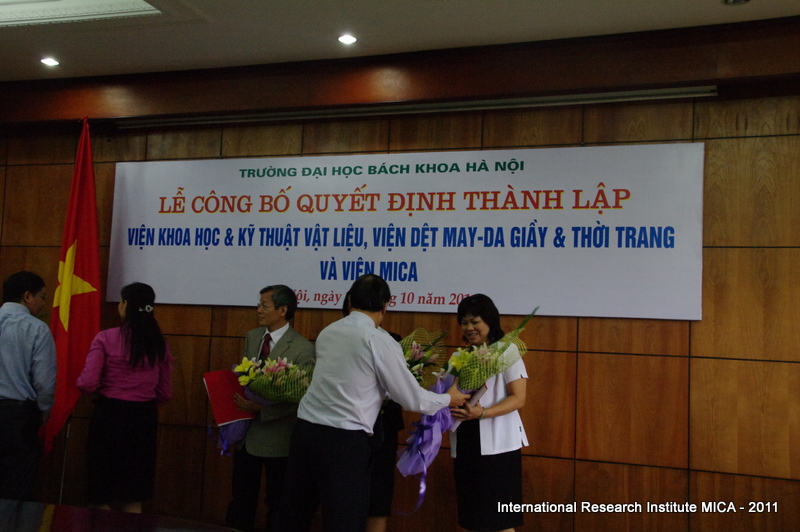 TRƯỜNG ĐẠI HỌC BÁCH KHOA HÀ NỘI
LỄ CÔNG BỐ QUYẾT ĐỊNH THÀNH LẬP
VIỆN KHOA HỌC & KỸ THUẬT VẬT LIỆU, VIỆN DỆT MAY-DA GIẦY & THỜI TRANG
VÀ VIỆN MICA
ngày 10 năm
International Research Institute MICA - 2011